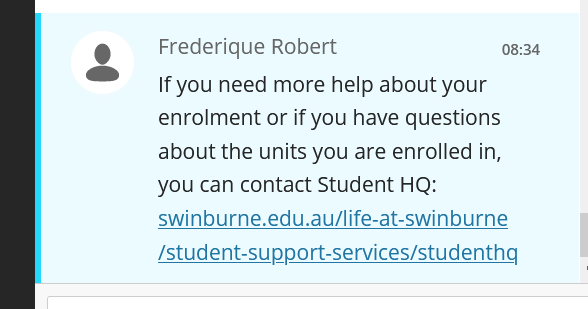 Frederique Robert
08:34
If you need more help about your
enrolment or if you have questions
about the units you are enrolled in,
you can contact Student HQ:
swinburne.edu.au/life-at-swinburne
/student-support-services/studenthq